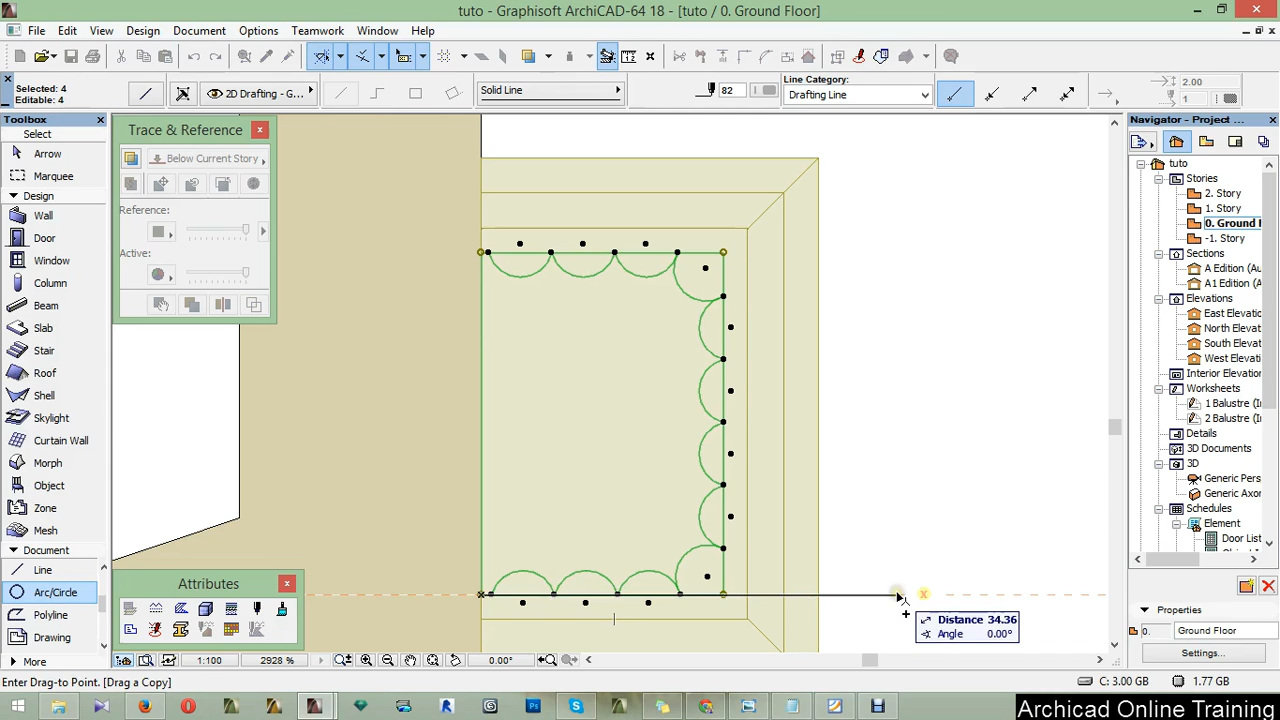 tuto - Graphisoft ArchiCAD-64 18 - [tuto / 0. Ground Floor]
File Edit View Design Document Options Teamwork Window Help
Selected: 4
Editable: 4
2D Drafting - G...
Solid Line
82
Line Category:
Drafting Line
2.00
1
Toolbox
Select
Arrow
Marquee
Design
Wall
Door
Window
Column
Beam
Slab
Stair
Roof
Shell
Skylight
Curtain Wall
Morph
Object
Zone
Mesh
Document
Line
Arc/Circle
Polyline
Drawing
More
Trace & Reference
Below Current Story
Reference:
Active:
Attributes
Distance 34.36
Angle 0.00°
Navigator - Project ...
tuto
Stories
2. Story
1. Story
0. Ground F
-1. Story
Sections
A Edition (Au
A1 Edition (A
Elevations
East Elevatio
North Elevat
South Elevat
West Elevati
Interior Elevation
Worksheets
1 Balustre (I
2 Balustre (I
Details
3D Documents
3D
Generic Pers
Generic Axor
Schedules
Element
Door List
Properties
0. Ground Floor
Settings...
1:100 2928 % 0.00°
Enter Drag-to Point. [Drag a Copy]
C: 3.00 GB 1.77 GB
Archicad Online Training